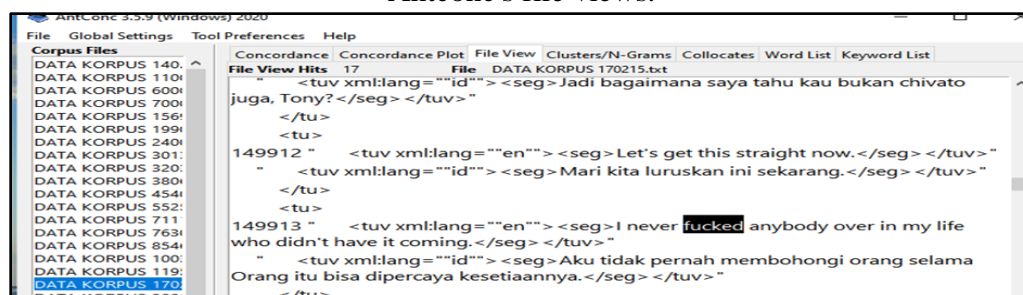 AntConc 3.5.9 (Windows) 2020
File Global Settings Tool Preferences Help
Corpus Files
DATA KORPUS 140.
DATA KORPUS 110
DATA KORPUS 600
DATA KORPUS 700
DATA KORPUS 156
DATA KORPUS 199
DATA KORPUS 240
DATA KORPUS 301
DATA KORPUS 320
DATA KORPUS 380
DATA KORPUS 454
DATA KORPUS 552
DATA KORPUS 711
DATA KORPUS 763
DATA KORPUS 854
DATA KORPUS 100
DATA KORPUS 119
DATA KORPUS 170
Concordance Concordance Plot File View Clusters/N-Grams Collocates Word List Keyword List
File View Hits 17 File DATA KORPUS 170215.txt
" <tuv xml:lang=""id""><seg>Jadi bagaimana saya tahu kau bukan chivato
juga, Tony?</seg></tuv>"
</tu>
<tu>
149912 " <tuv xml:lang=""en""><seg>Let's get this straight now.</seg></tuv>"
" <tuv xml:lang=""id""><seg>Mari kita luruskan ini sekarang.</seg></tuv>"
</tu>
<tu>
149913 " <tuv xml:lang=""en""><seg>I never fucked anybody over in my life
who didn't have it coming.</seg></tuv>"
" <tuv xml:lang=""id""><seg>Aku tidak pernah membohongi orang selama
Orang itu bisa dipercaya kesetiaannya.</seg></tuv>"
</tu>